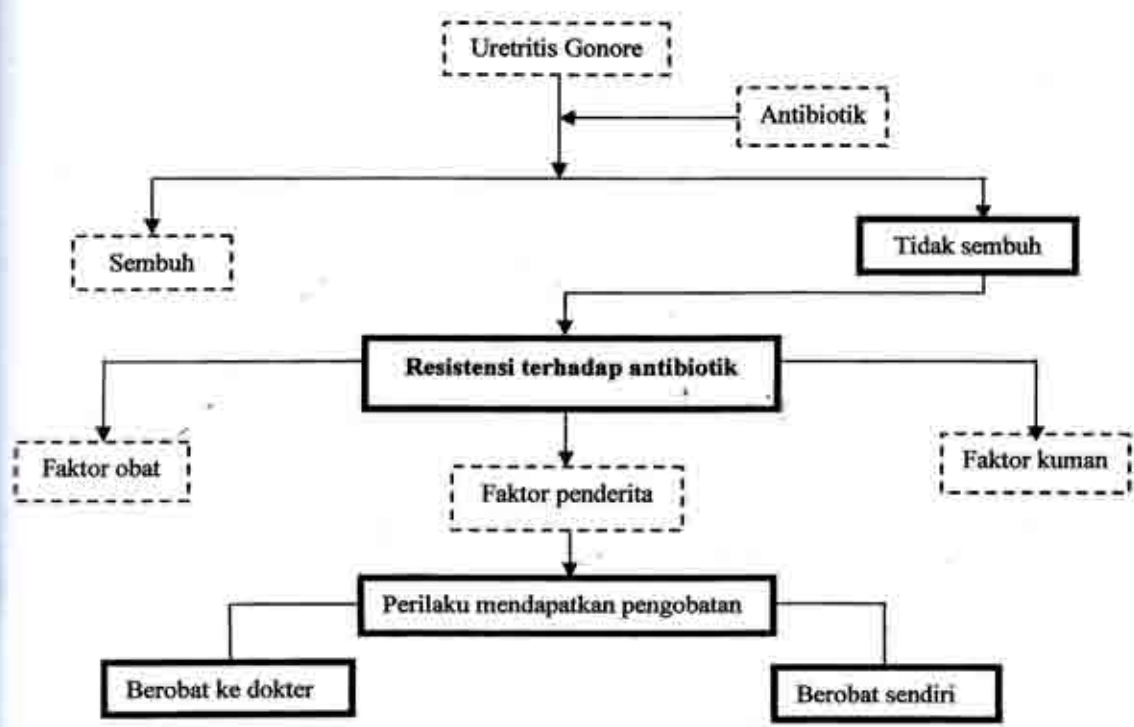 Uretritis Gonore
Antibiotik
Sembuh
Tidak sembuh
Resistensi terhadap antibiotik
Faktor obat
Faktor penderita
Faktor kuman
Perilaku mendapatkan pengobatan
Berobat ke dokter
Berobat sendiri